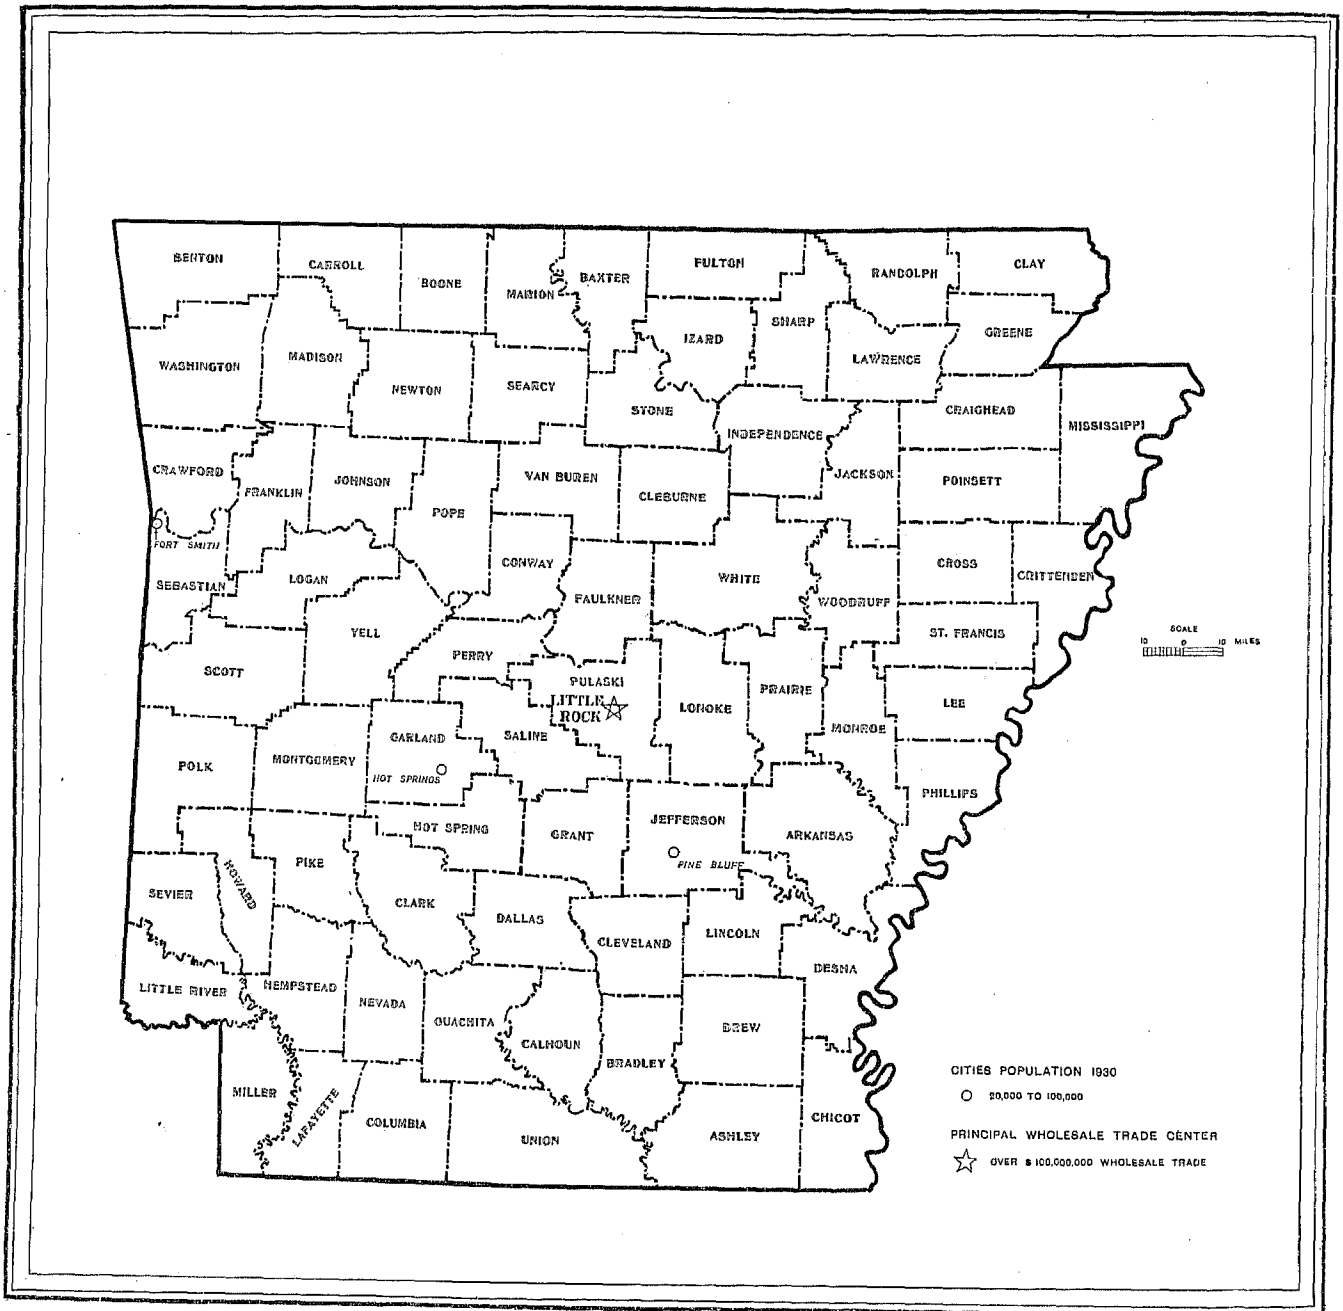 BENTON
CARROLL
BOONE
MARION
BAXTER
FULTON
RANDOLPH
CLAY
SHARP
IZARD
LAWRENCE
GREENE
WASHINGTON
MADISON
NEWTON
SEARCY
STONE
INDEPENDENCE
CRAIGHEAD
MISSISSIPPI
CRAWFORD
FRANKLIN
JOHNSON
POPE
VAN BUREN
CLEBURNE
JACKSON
POINSETT
FORT SMITH
SEBASTIAN
LOGAN
CONWAY
FAULKNER
WHITE
WOODRUFF
CROSS
CRITTENDEN
YELL
ST. FRANCIS
SCALE
10 0 10 MILES
SCOTT
PERRY
PULASKI
LITTLE
ROCK
SALINE
LONOKE
PRAIRIE
MONROE
LEE
POLK
MONTGOMERY
GARLAND
HOT SPRINGS
HOT SPRING
GRANT
JEFFERSON
PINE BLUFF
ARKANSAS
PHILLIPS
SEVIER
HOWARD
PIKE
CLARK
DALLAS
CLEVELAND
LINCOLN
DESHA
LITTLE RIVER
HEMPSTEAD
NEVADA
OUACHITA
CALHOUN
BRADLEY
DREW
MILLER
LAFAYETTE
COLUMBIA
UNION
ASHLEY
CHICOT
CITIES POPULATION 1930
20,000 TO 100,000
PRINCIPAL WHOLESALE TRADE CENTER
OVER $ 100,000,000 WHOLESALE TRADE